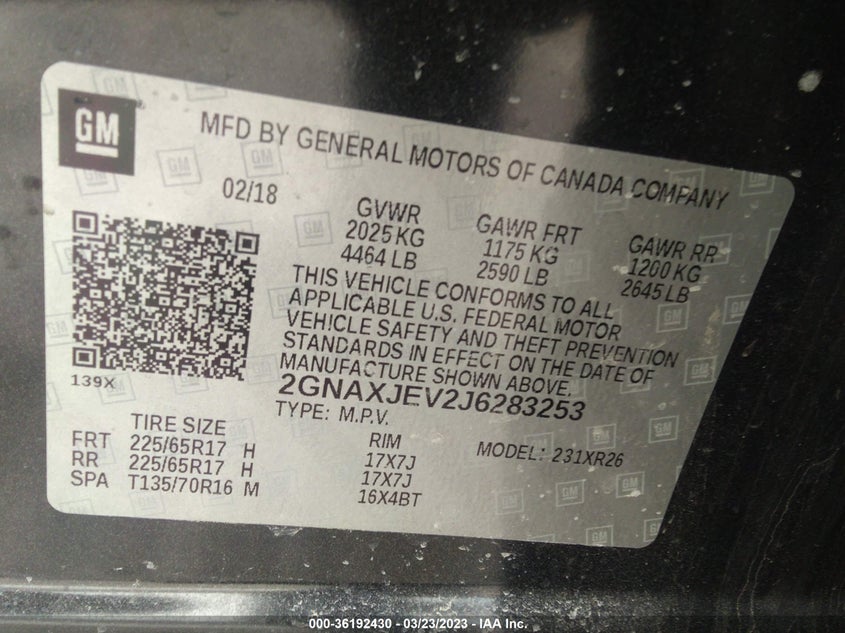 GM
MFD BY GENERAL MOTORS OF CANADA COMPANY
02/18
GVWR
2025 KG
4464 LB
GAWR FRT
1175 KG
2590 LB
GAWR RR
1200 KG
2645 LB
THIS VEHICLE CONFORMS TO ALL
APPLICABLE U.S. FEDERAL MOTOR
VEHICLE SAFETY AND THEFT PREVENTION
STANDARDS IN EFFECT ON THE DATE OF
MANUFACTURE SHOWN ABOVE.
139X
2GNAXJEV2J6283253
TYPE: M.P.V.
MODEL: 231XR26
TIRE SIZE RIM
FRT 225/65R17 H 17X7J
RR 225/65R17 H 17X7J
SPA T135/70R16 M 16X4BT
000-36192430 - 03/23/2023 - IAA Inc.